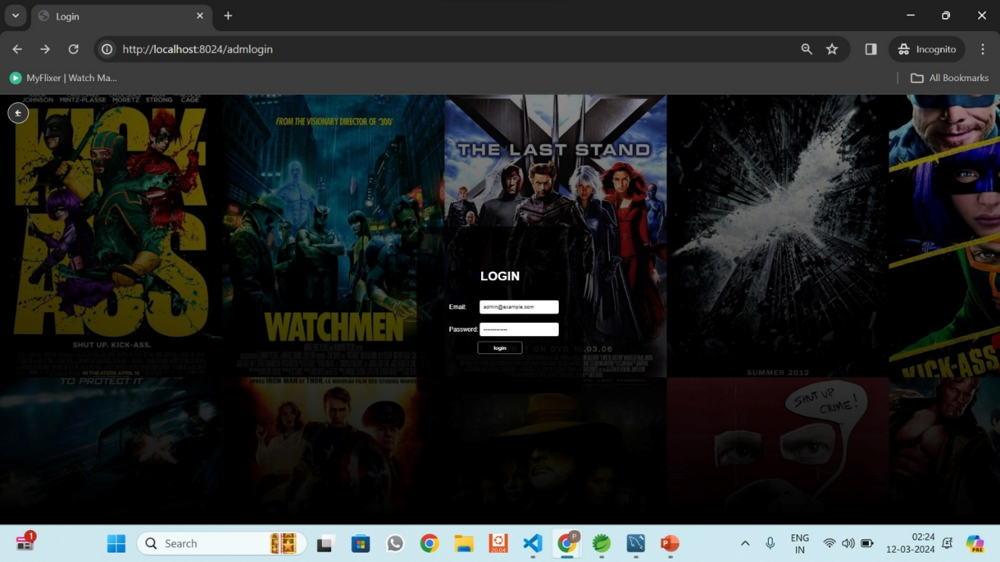 Login
http://localhost:8024/admlogin
Incognito
MyFlixer | Watch Ma...
All Bookmarks
JOHNSON MINTZ-PLASSE MORETZ STRONG CAGE
KICK
ASS
SHUT UP. KICK-ASS.
IN THEATERS APRIL 16
FROM THE VISIONARY DIRECTOR OF '300'
WATCHMEN
THE LAST STAND
LOGIN
Email:
admin@example.com
Password:
login
ON DVD 10.03.06
SUMMER 2012
KICK-ASS
TO PROTECT IT
APRÈS IRON MAN ET THOR, LE NOUVEAU FILM DES STUDIOS MARVEL
SHUT UP
CRIME!
1
Search
20.04
P
P
ENG
IN
02:24
12-03-2024
PRE